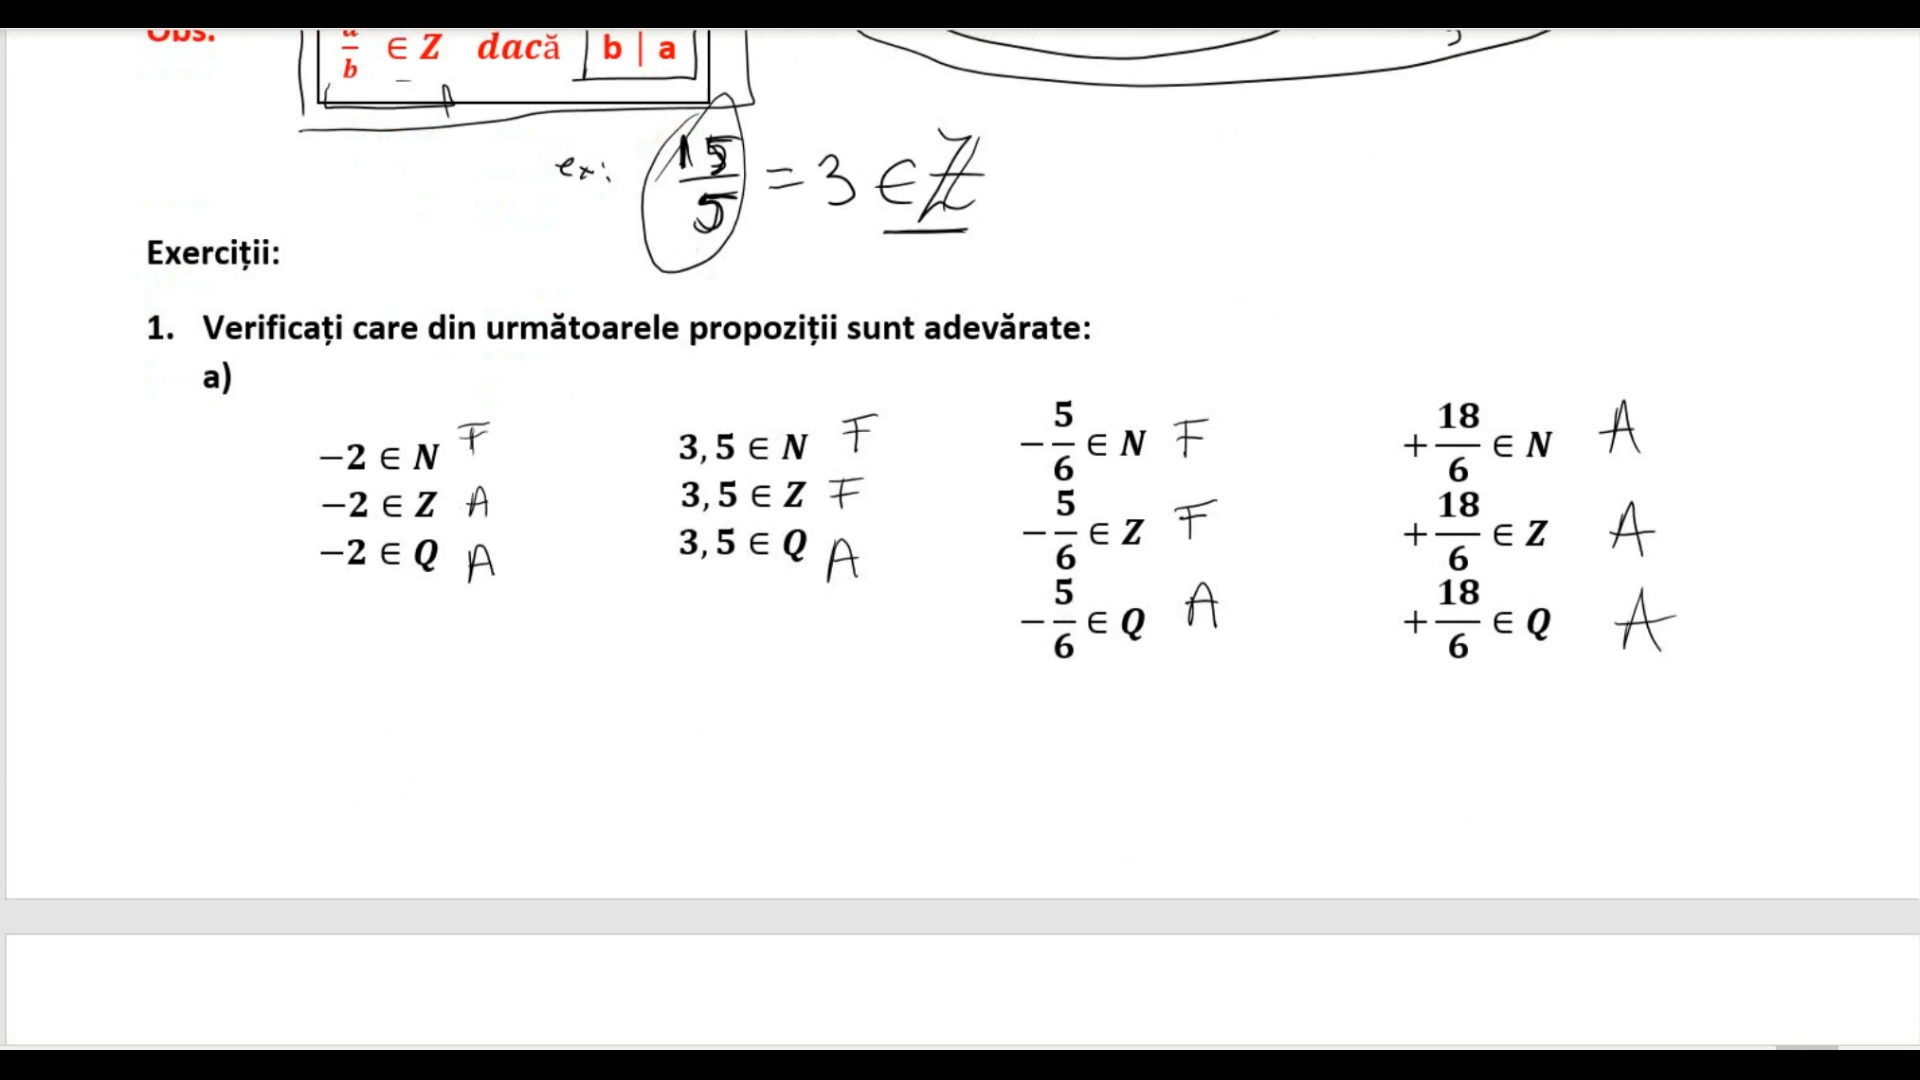 Obs.
a/b ∈ Z dacă b | a
ex: 15/5 = 3 ∈ Z
Exerciții:
1. Verificați care din următoarele propoziții sunt adevărate:
a)
−2 ∈ N F
−2 ∈ Z A
−2 ∈ Q A
3,5 ∈ N F
3,5 ∈ Z F
3,5 ∈ Q A
−5/6 ∈ N F
−5/6 ∈ Z F
−5/6 ∈ Q A
+18/6 ∈ N A
+18/6 ∈ Z A
+18/6 ∈ Q A